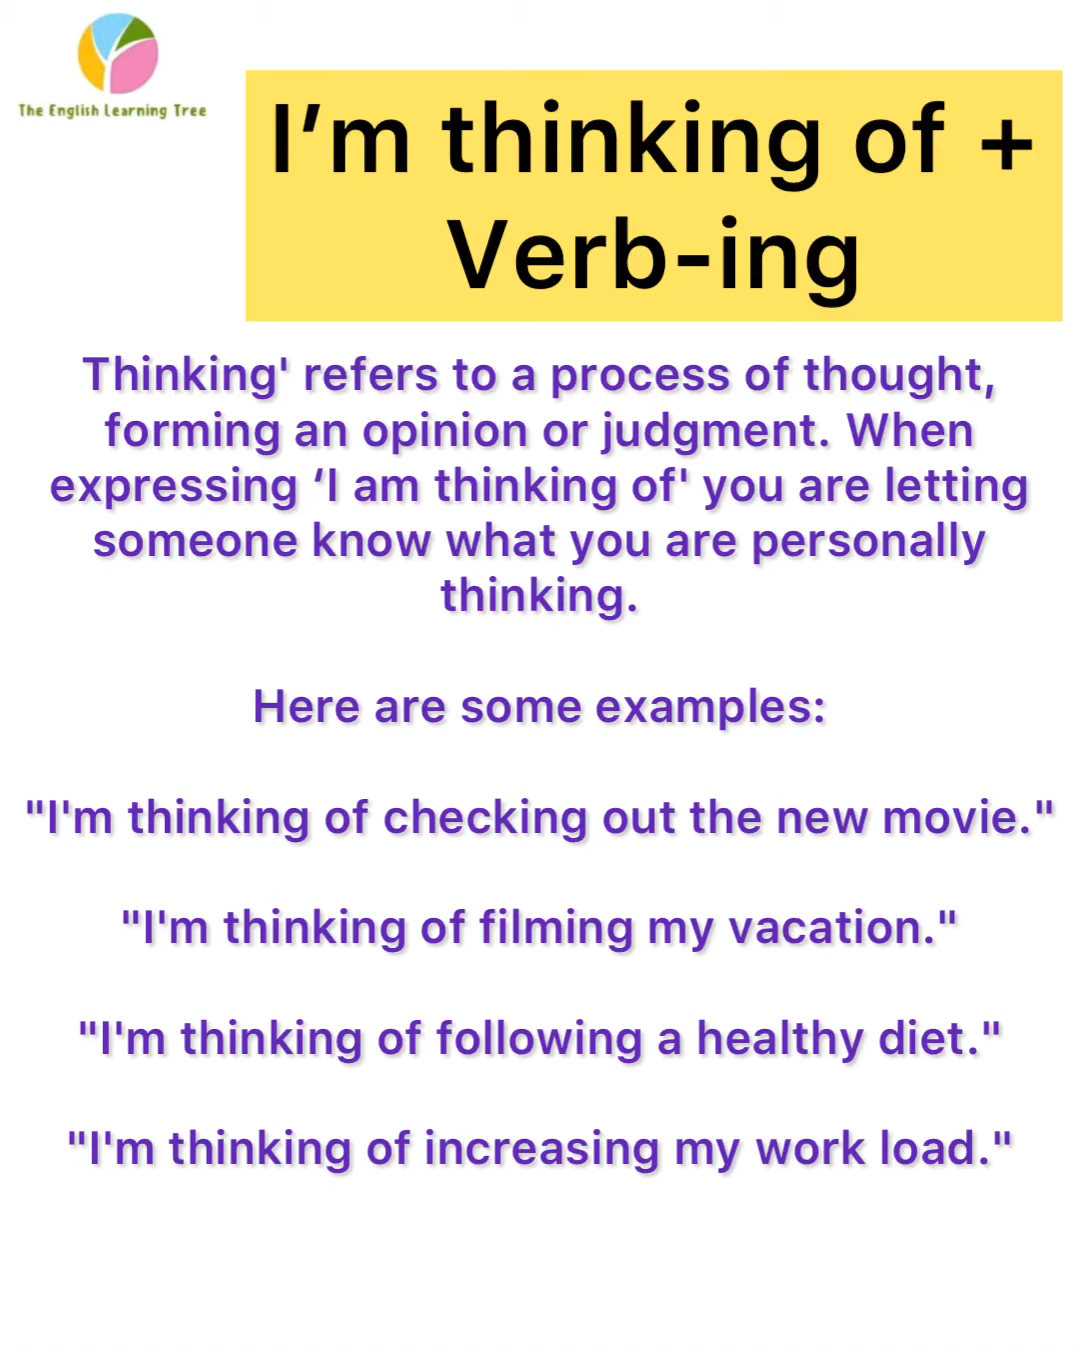 The English Learning Tree
I’m thinking of +
Verb-ing
Thinking' refers to a process of thought,
forming an opinion or judgment. When
expressing ‘I am thinking of' you are letting
someone know what you are personally
thinking.
Here are some examples:
"I'm thinking of checking out the new movie."
"I'm thinking of filming my vacation."
"I'm thinking of following a healthy diet."
"I'm thinking of increasing my work load."